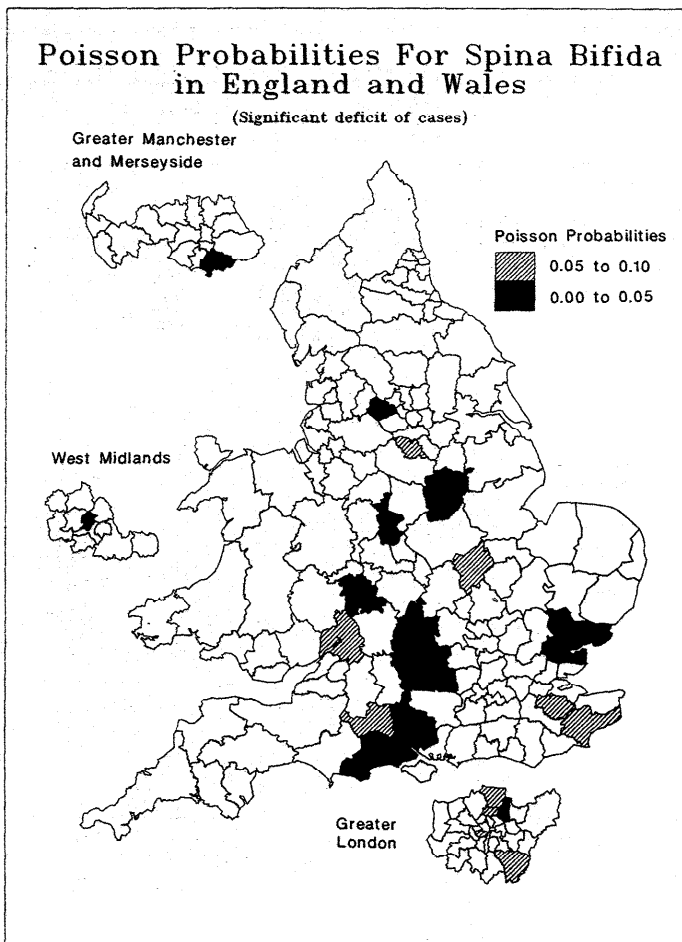 Poisson Probabilities For Spina Bifida
in England and Wales
(Significant deficit of cases)
Greater Manchester
and Merseyside
Poisson Probabilities
0.05 to 0.10
0.00 to 0.05
West Midlands
Greater
London